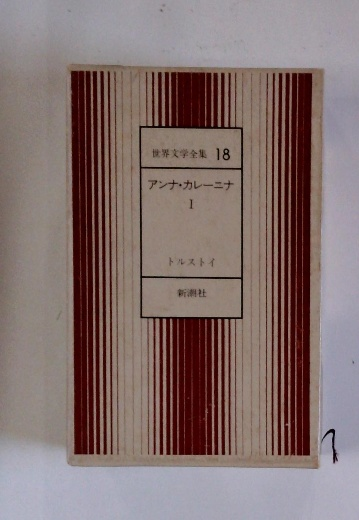 世界文学全集 18
アンナ・カレーニナ
I
トルストイ
新潮社